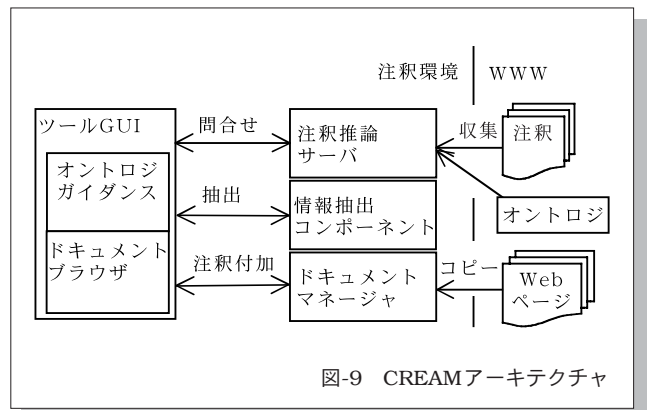 注釈環境
WWW
ツールGUI
オントロジ
ガイダンス
ドキュメント
ブラウザ
問合せ
抽出
注釈付加
注釈推論
サーバ
情報抽出
コンポーネント
ドキュメント
マネージャ
収集
注釈
オントロジ
コピー
Web
ページ
図-9 CREAMアーキテクチャ